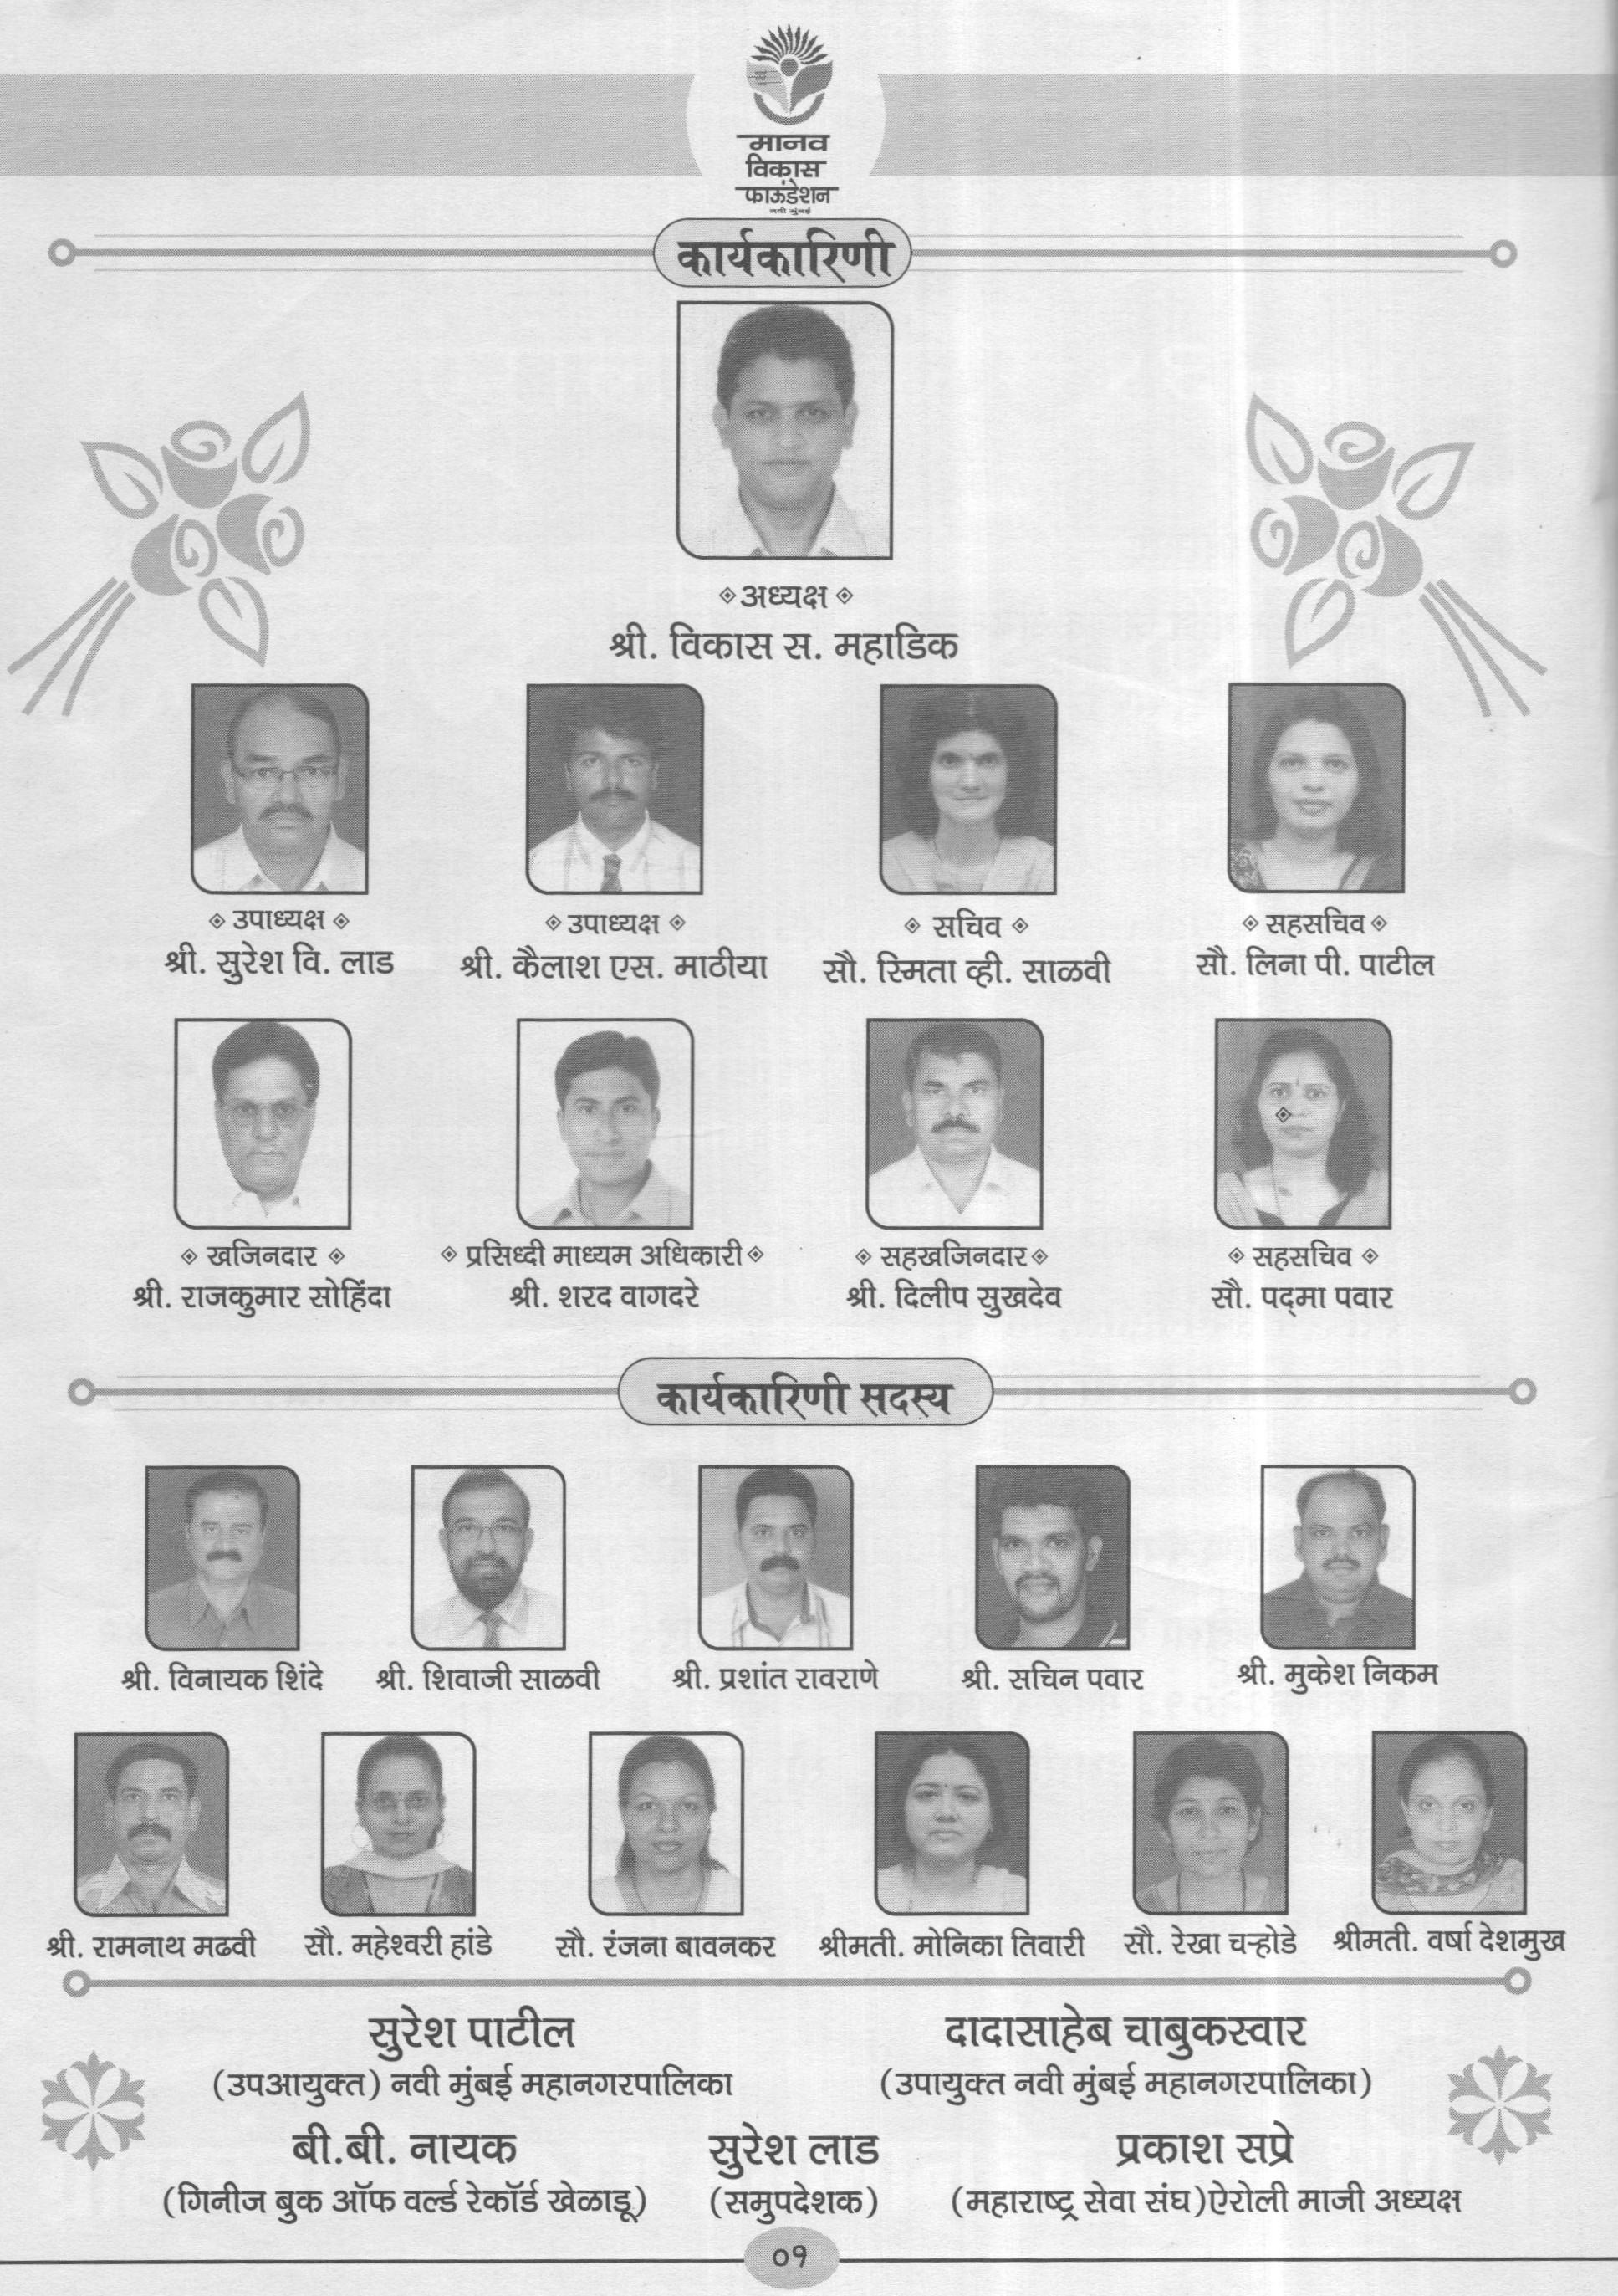 मानव
विकास
फाऊंडेशन
नवी मुंबई
कार्यकारिणी
अध्यक्ष
श्री. विकास स. महाडिक
उपाध्यक्ष उपाध्यक्ष सचिव सहसचिव
श्री. सुरेश वि. लाड श्री. कैलाश एस. माठीया सौ. स्मिता व्ही. साळवी सौ. लिना पी. पाटील
खजिनदार प्रसिध्दी माध्यम अधिकारी सहखजिनदार सहसचिव
श्री. राजकुमार सोहिंदा श्री. शरद वागदरे श्री. दिलीप सुखदेव सौ. पद्‌मा पवार
कार्यकारिणी सदस्य
श्री. विनायक शिंदे श्री. शिवाजी साळवी श्री. प्रशांत रावराणे श्री. सचिन पवार श्री. मुकेश निकम
श्री. रामनाथ मढवी सौ. महेश्वरी हांडे सौ. रंजना बावनकर श्रीमती. मोनिका तिवारी सौ. रेखा चऱ्होडे श्रीमती. वर्षा देशमुख
सुरेश पाटील दादासाहेब चाबुकस्वार
(उपआयुक्त) नवी मुंबई महानगरपालिका (उपायुक्त नवी मुंबई महानगरपालिका)
बी.बी. नायक सुरेश लाड प्रकाश सप्रे
(गिनीज बुक ऑफ वर्ल्ड रेकॉर्ड खेळाडू) (समुपदेशक) (महाराष्ट्र सेवा संघ)ऐरोली माजी अध्यक्ष
०१